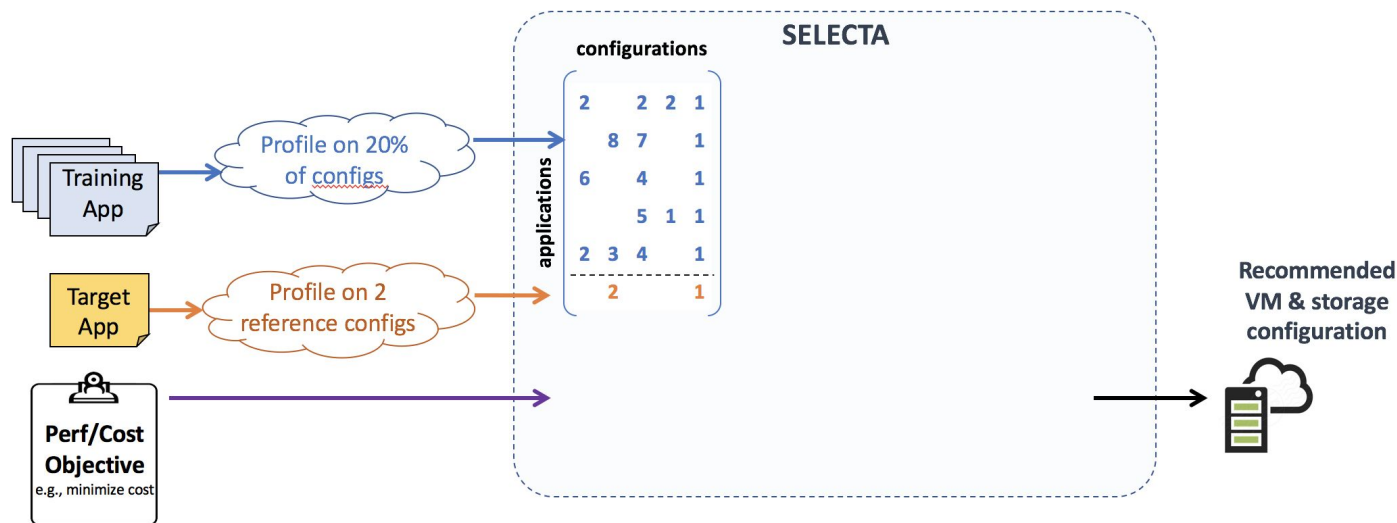 SELECTA
configurations
applications
2 2 2 1
8 7 1
6 4 1
5 1 1
2 3 4 1
2 1
Training
App
Profile on 20%
of configs
Target
App
Profile on 2
reference configs
Perf/Cost
Objective
e.g., minimize cost
Recommended
VM & storage
configuration